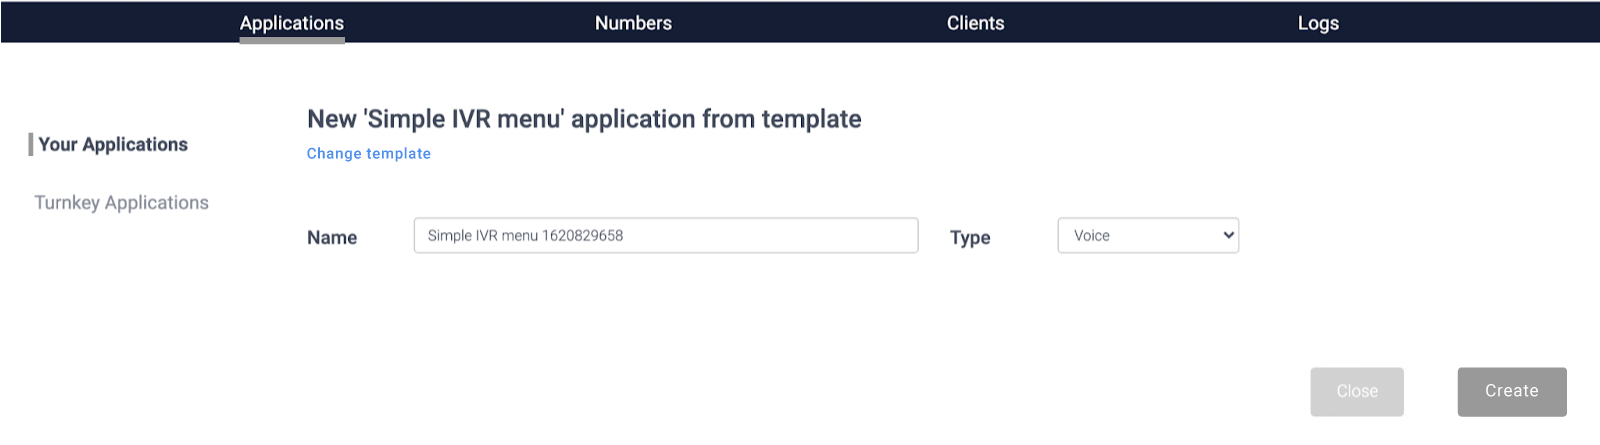 Applications Numbers Clients Logs
New 'Simple IVR menu' application from template
Your Applications
Change template
Turnkey Applications
Name Simple IVR menu 1620829658 Type Voice
Close Create